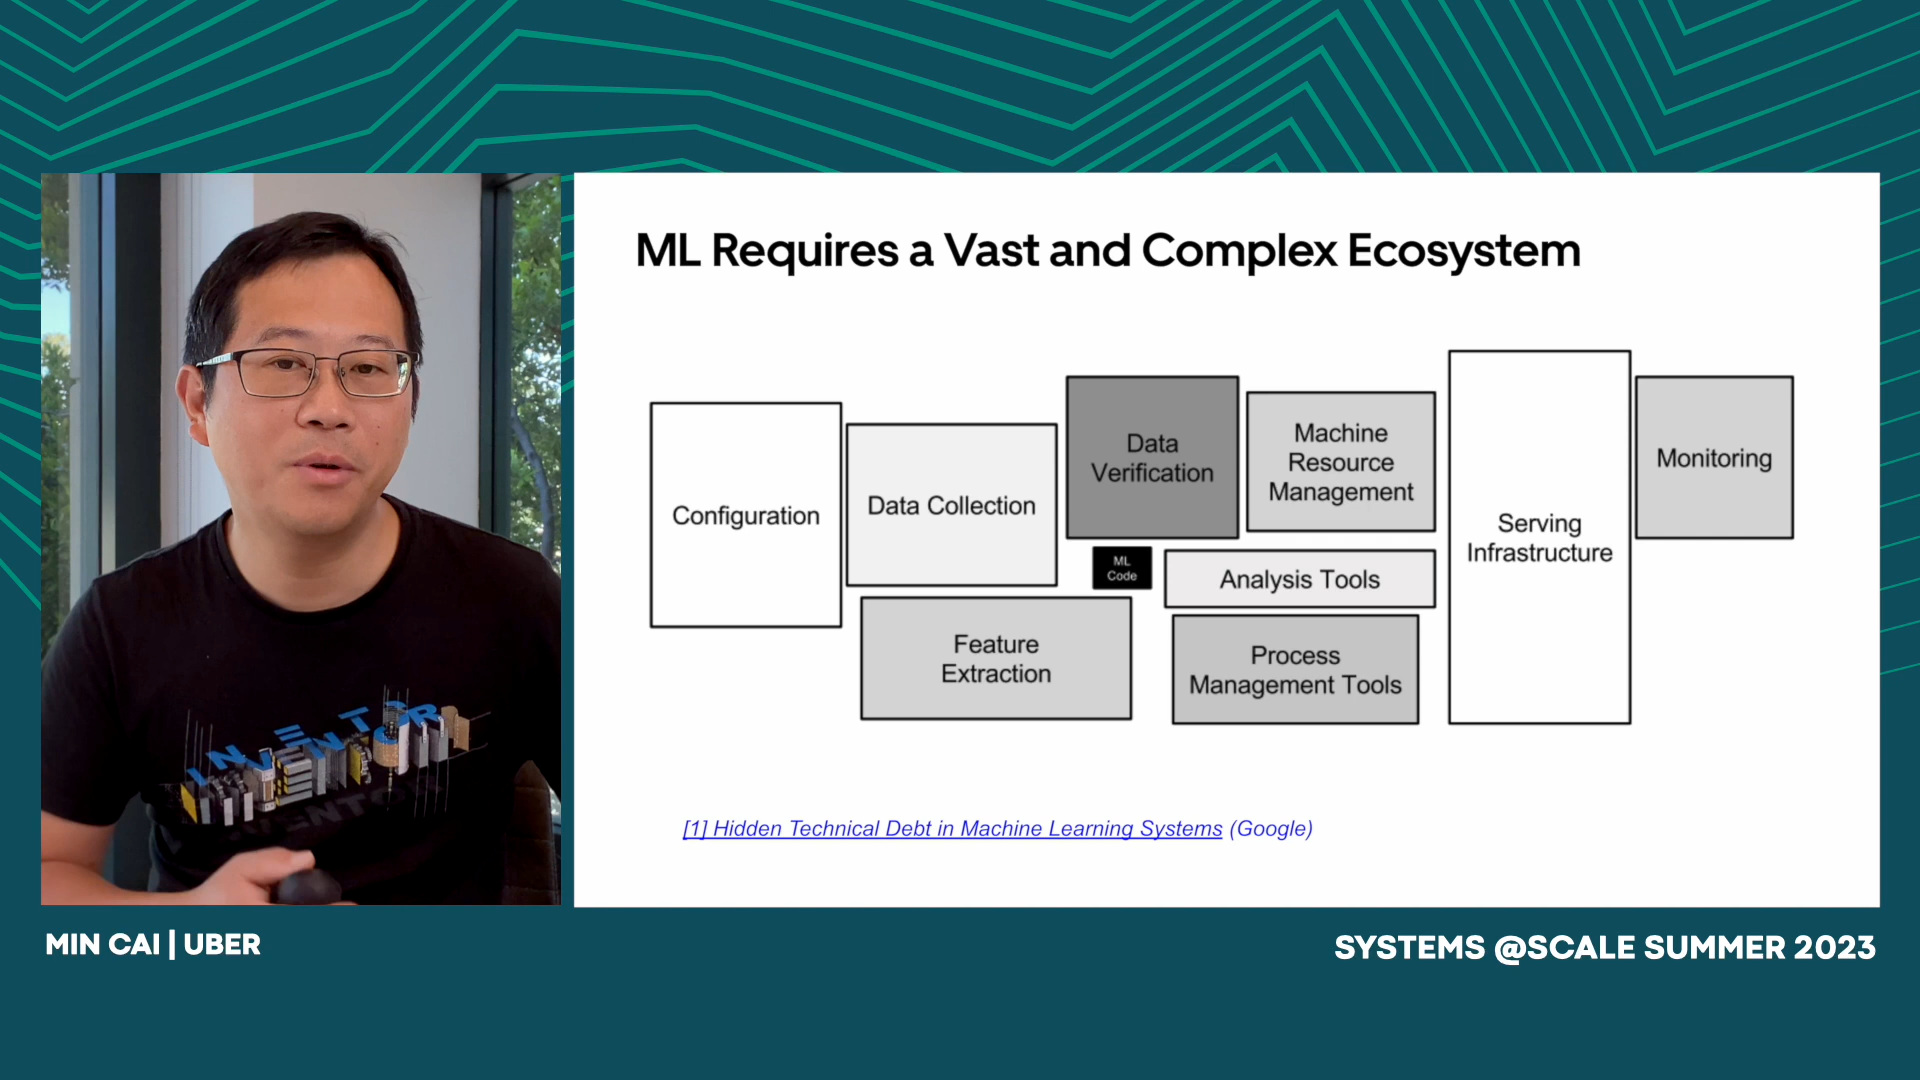 ML Requires a Vast and Complex Ecosystem
Configuration
Data Collection
Data
Verification
Machine
Resource
Management
Serving
Infrastructure
Monitoring
ML
Code
Analysis Tools
Feature
Extraction
Process
Management Tools
[1] Hidden Technical Debt in Machine Learning Systems (Google)
INVENTOR
MIN CAI | UBER
SYSTEMS @SCALE SUMMER 2023